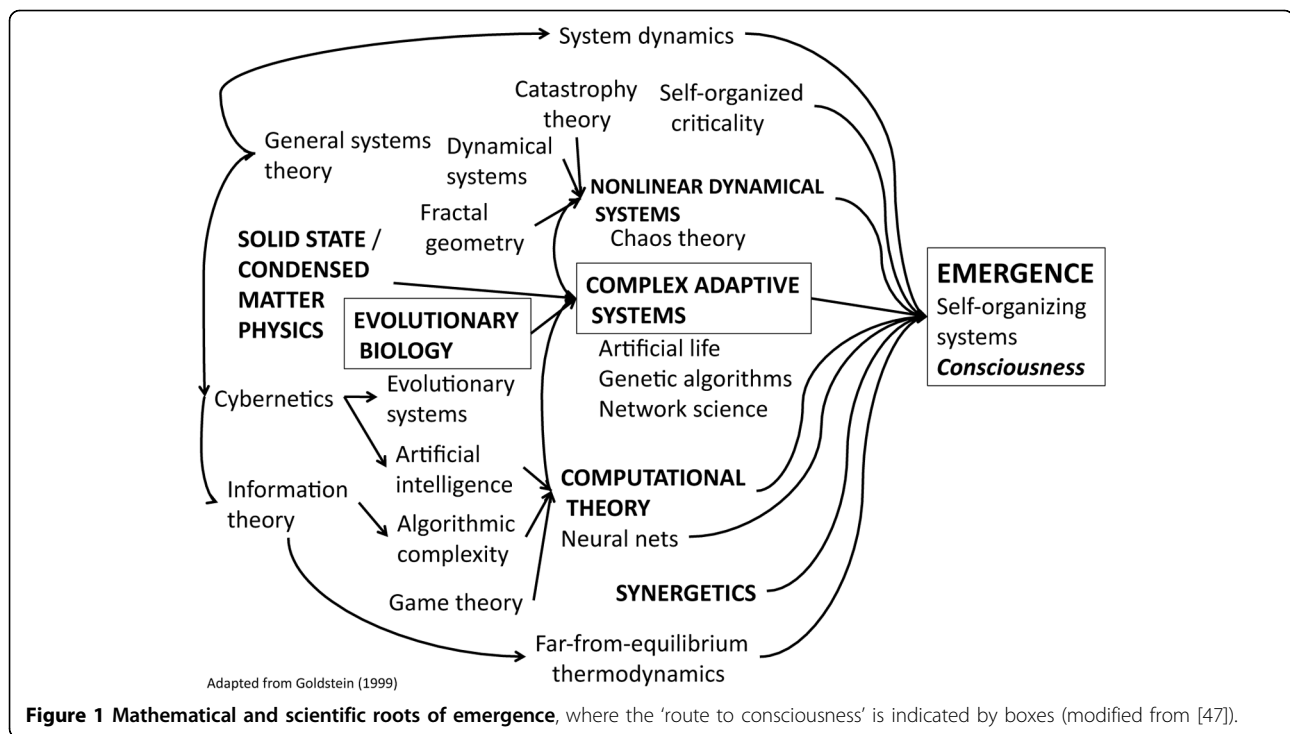 System dynamics
Catastrophy
theory
Self-organized
criticality
General systems
theory
Dynamical
systems
NONLINEAR DYNAMICAL
SYSTEMS
Chaos theory
Fractal
geometry
SOLID STATE /
CONDENSED
MATTER
PHYSICS
EVOLUTIONARY
BIOLOGY
COMPLEX ADAPTIVE
SYSTEMS
Artificial life
Genetic algorithms
Network science
EMERGENCE
Self-organizing
systems
Consciousness
Cybernetics
Evolutionary
systems
Artificial
intelligence
Information
theory
Algorithmic
complexity
COMPUTATIONAL
THEORY
Neural nets
Game theory
SYNERGETICS
Far-from-equilibrium
thermodynamics
Adapted from Goldstein (1999)
Figure 1 Mathematical and scientific roots of emergence, where the ‘route to consciousness’ is indicated by boxes (modified from [47]).